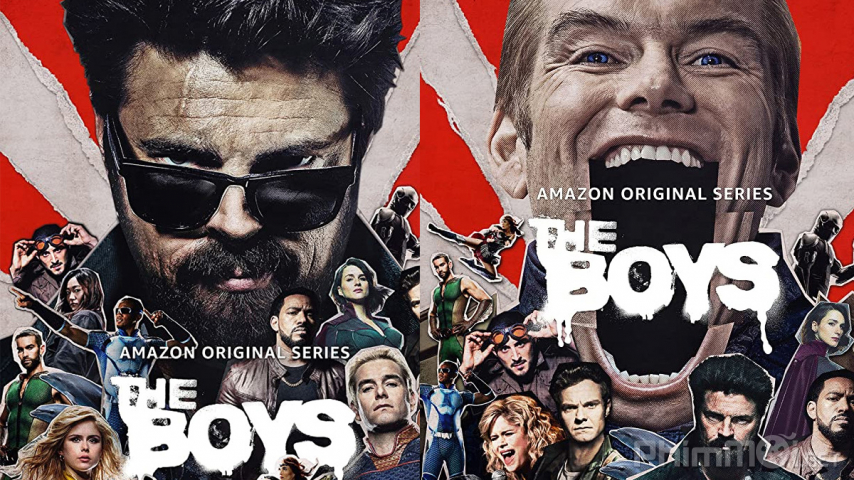 AMAZON ORIGINAL SERIES
THE
BOYS
AMAZON ORIGINAL SERIES
THE
BOYS